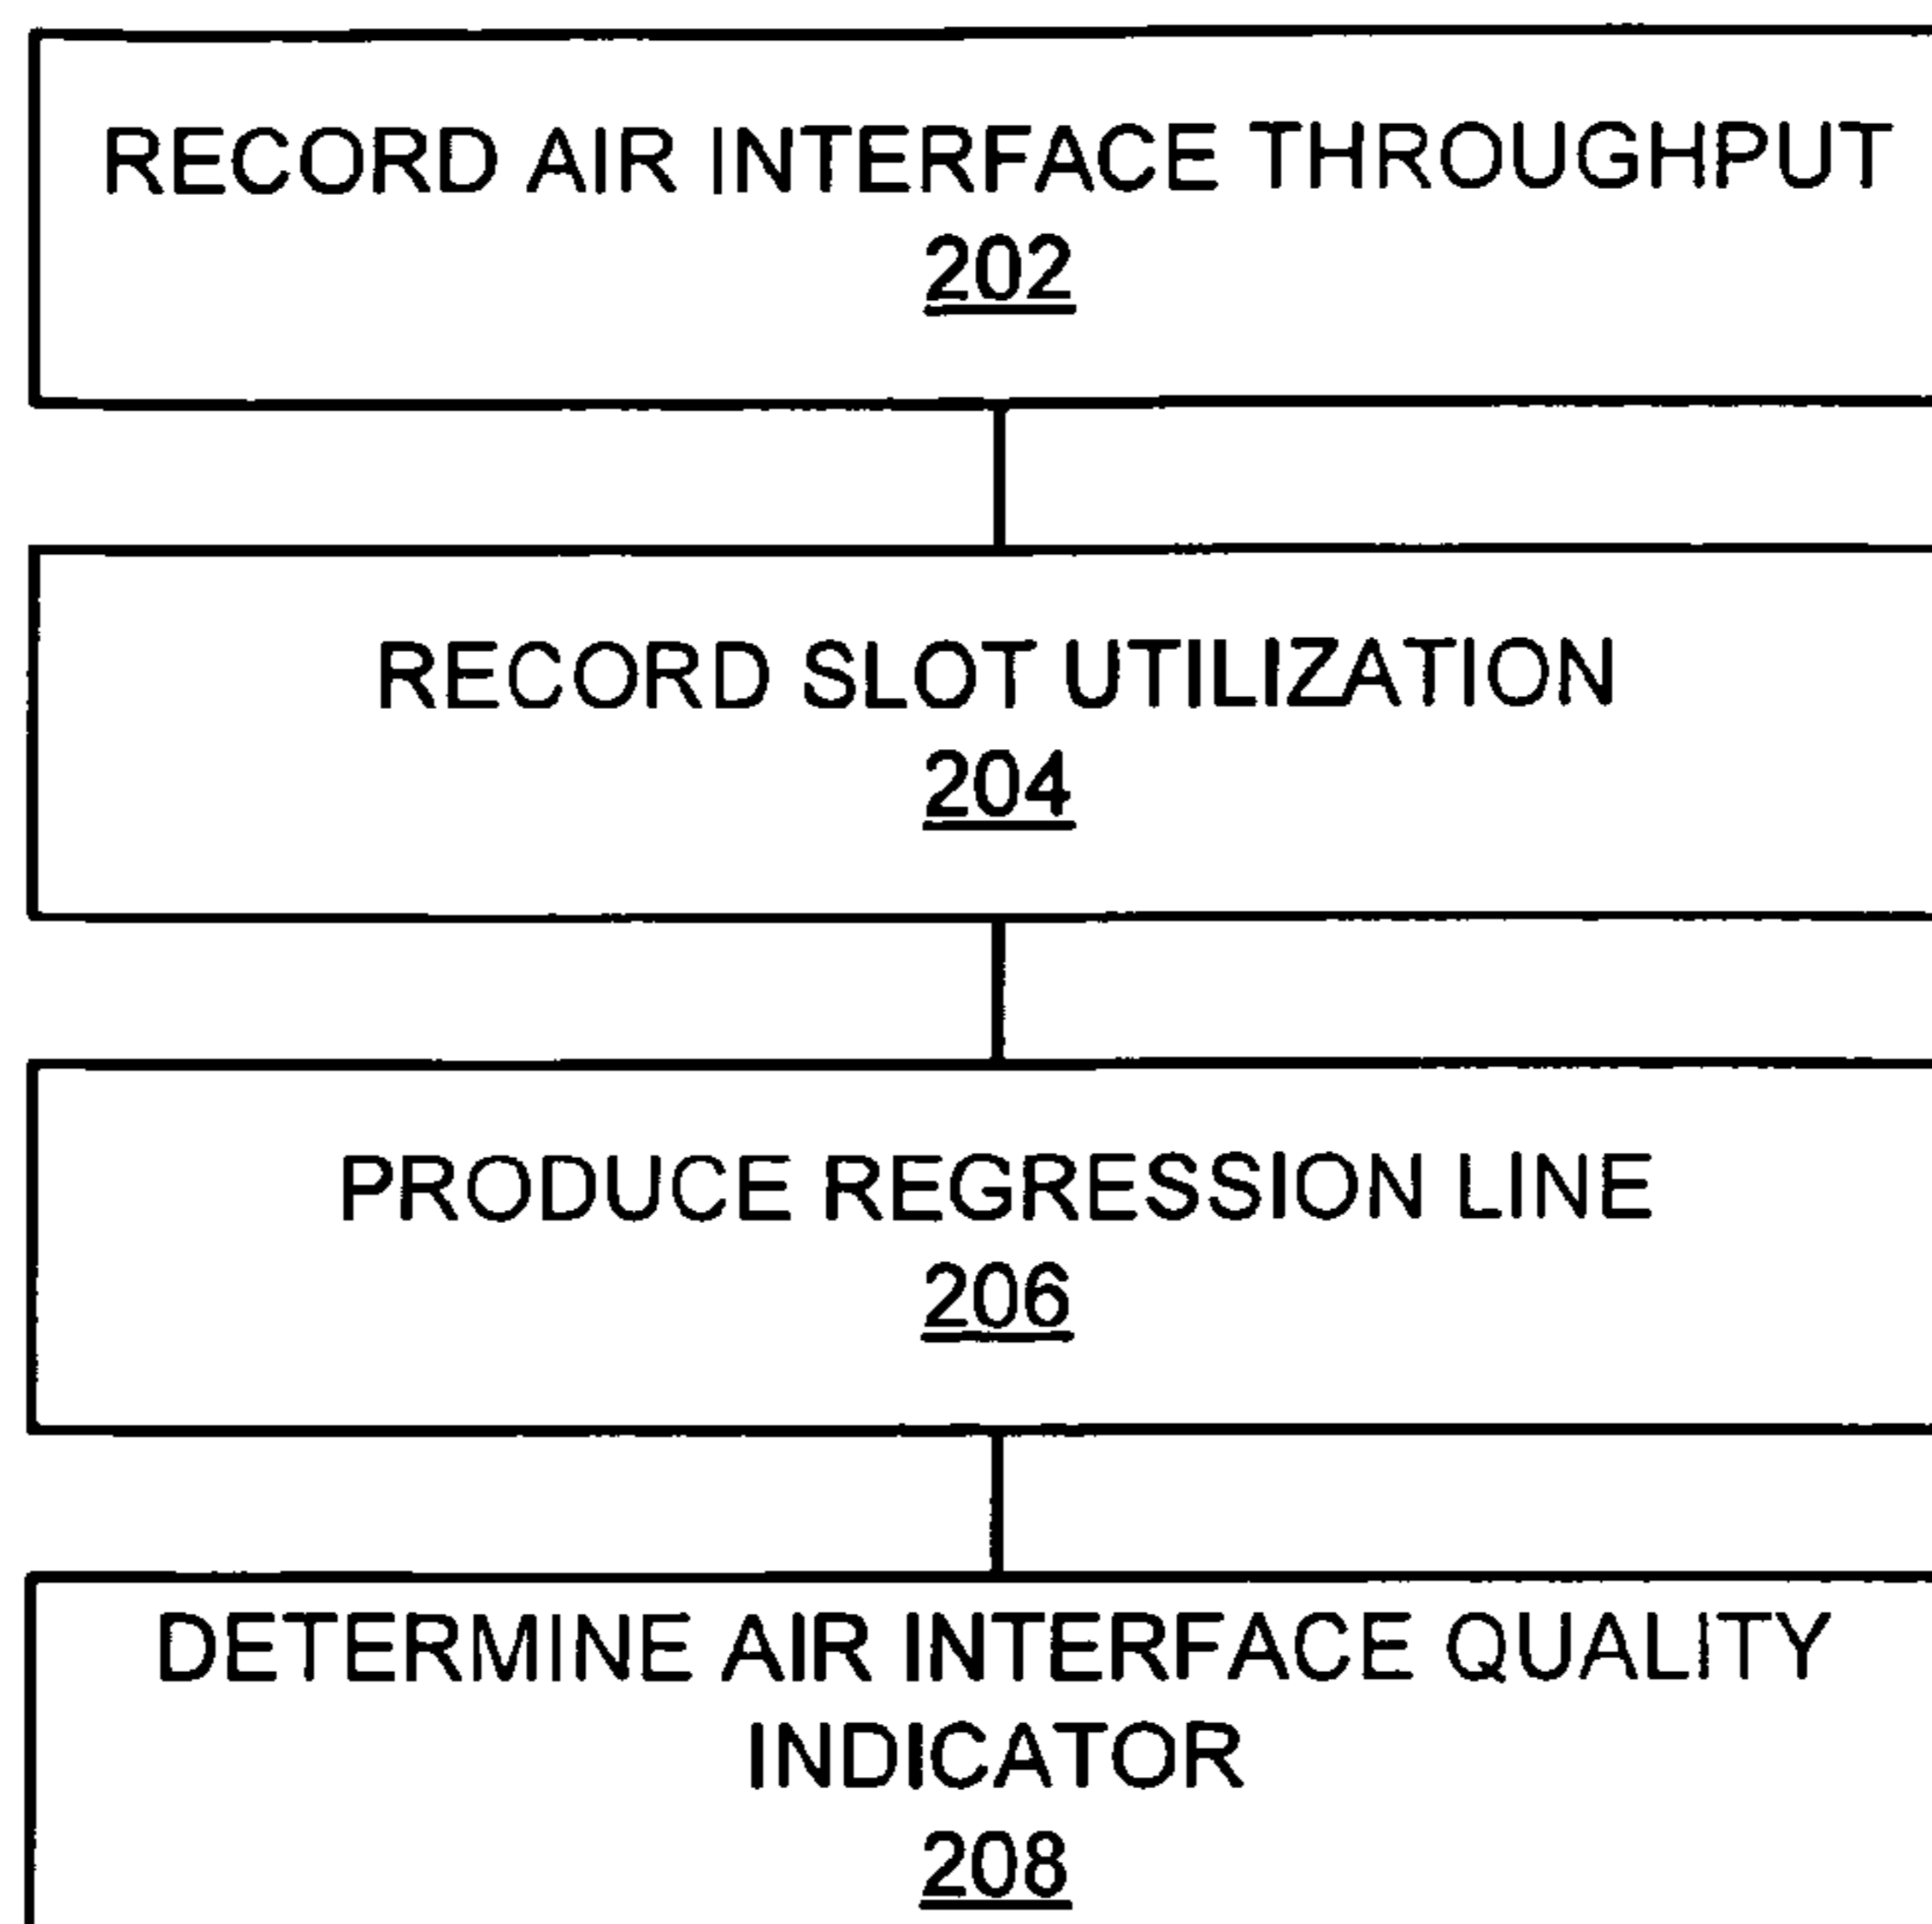 RECORD AIR INTERFACE THROUGHPUT
202
RECORD SLOT UTILIZATION
204
PRODUCE REGRESSION LINE
206
DETERMINE AIR INTERFACE QUALITY
INDICATOR
208